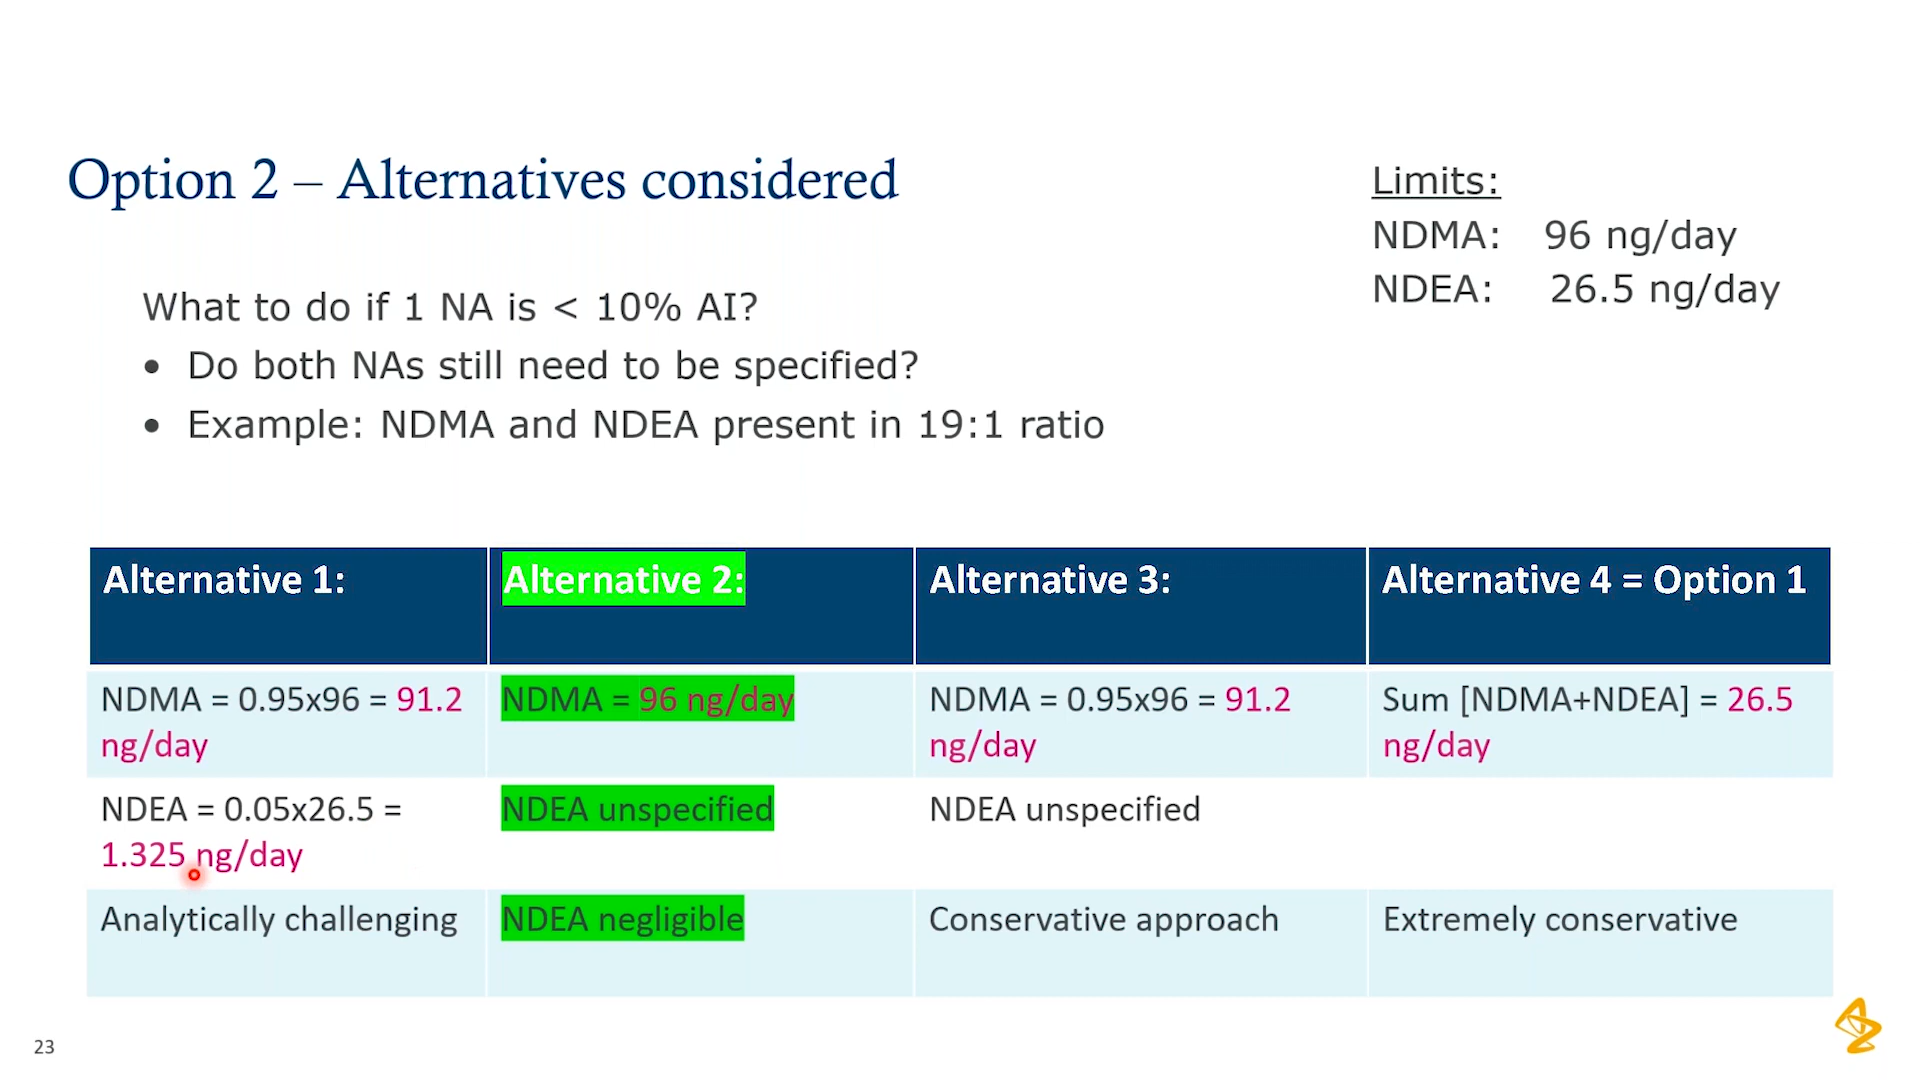 Option 2 – Alternatives considered
Limits:
NDMA: 96 ng/day
NDEA: 26.5 ng/day
What to do if 1 NA is < 10% AI?
• Do both NAs still need to be specified?
• Example: NDMA and NDEA present in 19:1 ratio
Alternative 1:
Alternative 2:
Alternative 3:
Alternative 4 = Option 1
NDMA = 0.95x96 = 91.2
ng/day
NDMA = 96 ng/day
NDMA = 0.95x96 = 91.2
ng/day
Sum [NDMA+NDEA] = 26.5
ng/day
NDEA = 0.05x26.5 =
1.325 ng/day
NDEA unspecified
NDEA unspecified
Analytically challenging
NDEA negligible
Conservative approach
Extremely conservative
23